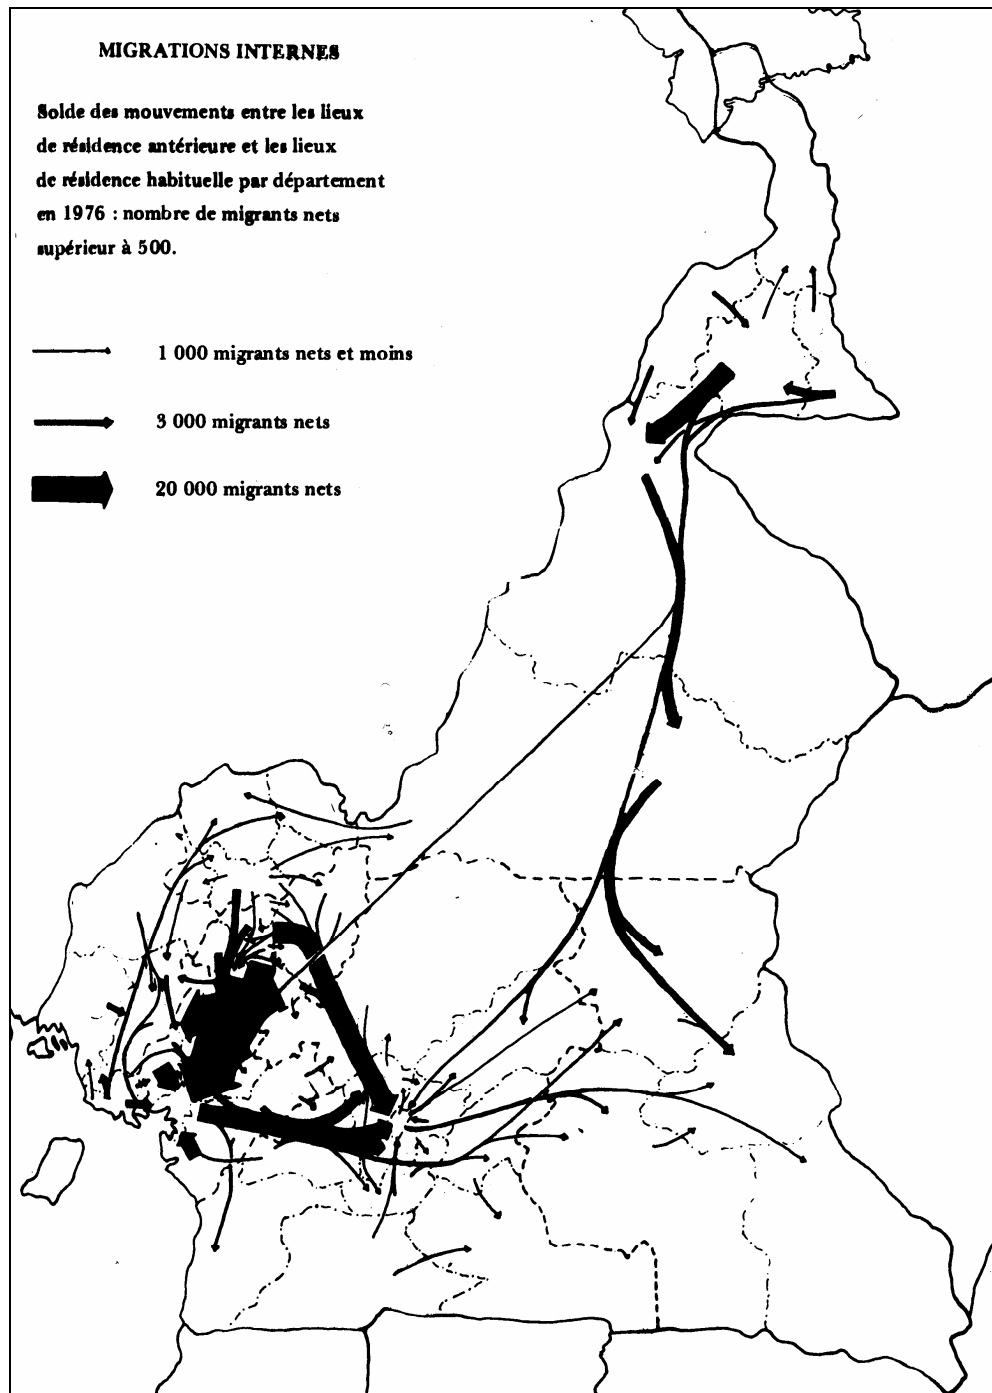 MIGRATIONS INTERNES
Solde des mouvements entre les lieux
de résidence antérieure et les lieux
de résidence habituelle par département
en 1976 : nombre de migrants nets
supérieur à 500.
1 000 migrants nets et moins
3 000 migrants nets
20 000 migrants nets